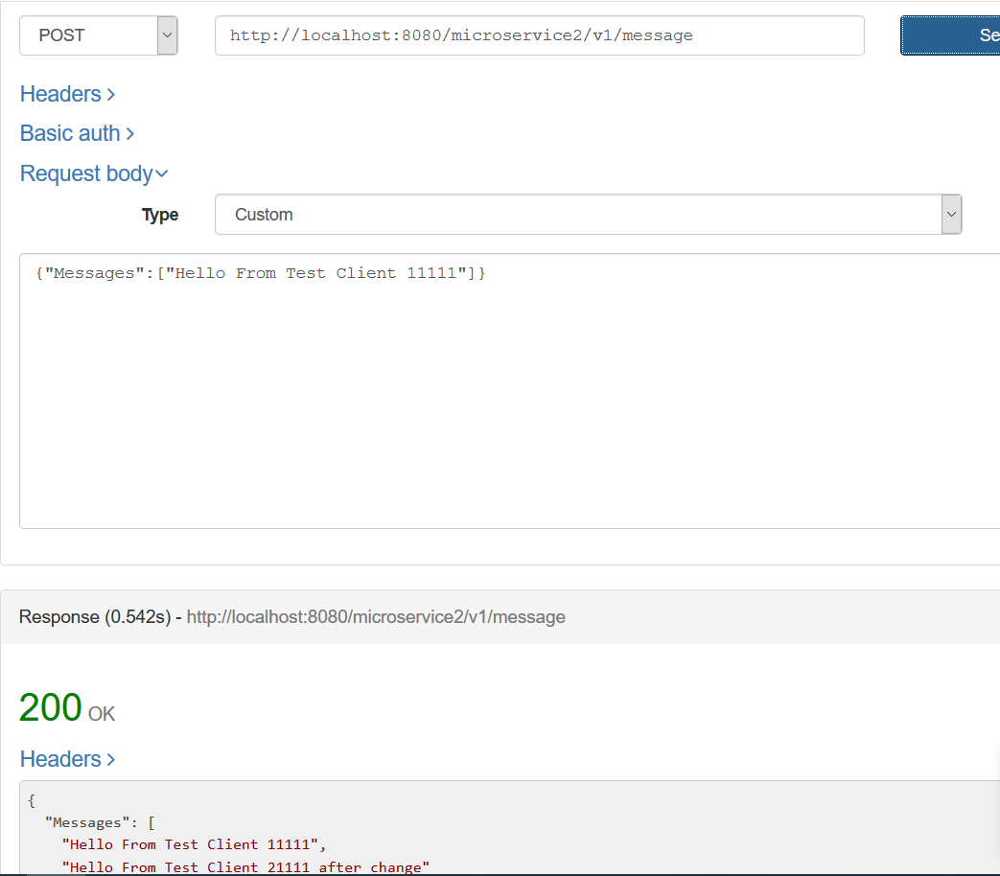 POST http://localhost:8080/microservice2/v1/message Se
Headers
Basic auth
Request body
Type Custom
{"Messages":["Hello From Test Client 11111"]}
Response (0.542s) - http://localhost:8080/microservice2/v1/message
200 OK
Headers
{
"Messages": [
"Hello From Test Client 11111",
"Hello From Test Client 21111 after change"